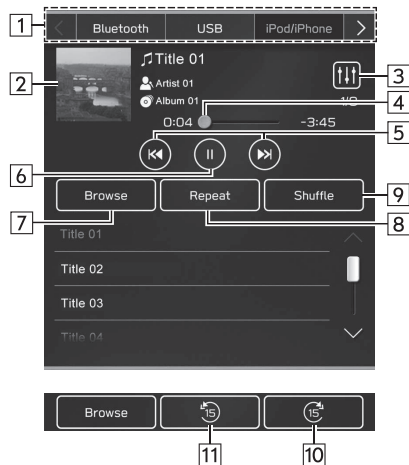 1
Bluetooth USB iPod/iPhone
2
Title 01
Artist 01
Album 01
3
4
0:04 -3:45
5
6
Browse Repeat Shuffle
9
7
8
Title 01
Title 02
Title 03
Title 04
Browse 15 15
11 10